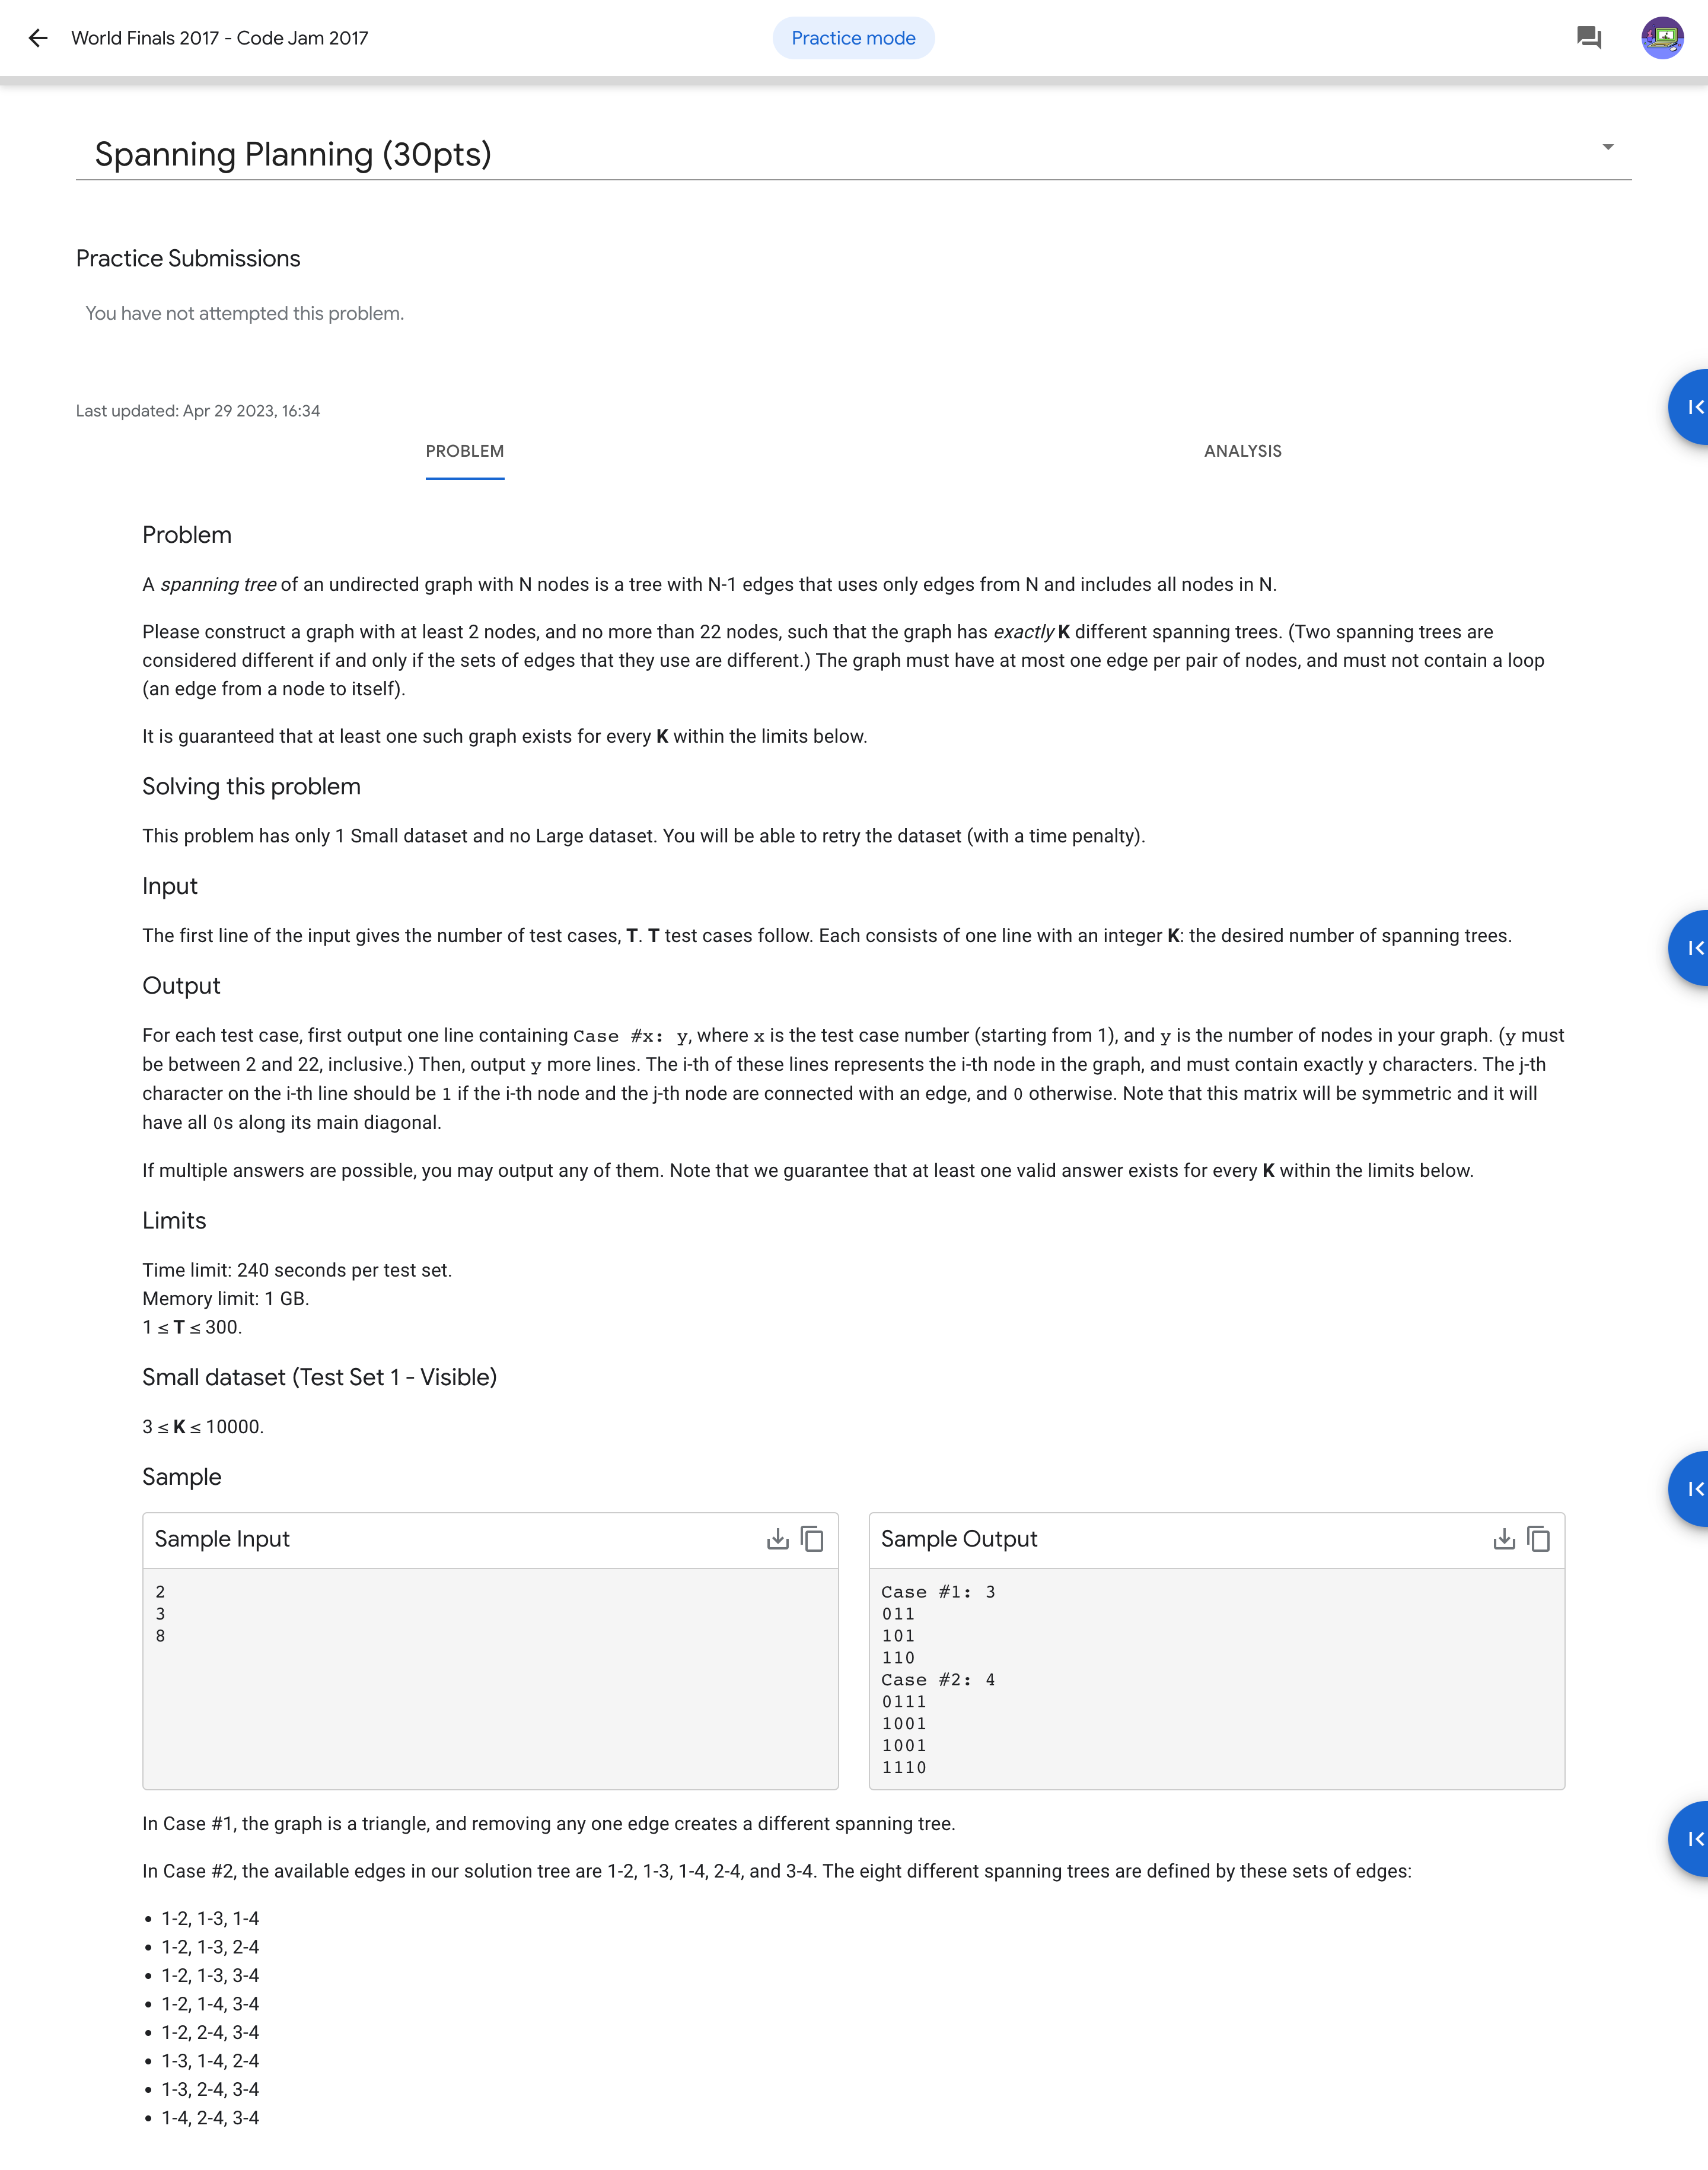 World Finals 2017 - Code Jam 2017
Practice mode
Spanning Planning (30pts)
Practice Submissions
You have not attempted this problem.
Last updated: Apr 29 2023, 16:34
PROBLEM
ANALYSIS
Problem
A spanning tree of an undirected graph with N nodes is a tree with N-1 edges that uses only edges from N and includes all nodes in N.
Please construct a graph with at least 2 nodes, and no more than 22 nodes, such that the graph has exactly K different spanning trees. (Two spanning trees are
considered different if and only if the sets of edges that they use are different.) The graph must have at most one edge per pair of nodes, and must not contain a loop
(an edge from a node to itself).
It is guaranteed that at least one such graph exists for every K within the limits below.
Solving this problem
This problem has only 1 Small dataset and no Large dataset. You will be able to retry the dataset (with a time penalty).
Input
The first line of the input gives the number of test cases, T. T test cases follow. Each consists of one line with an integer K: the desired number of spanning trees.
Output
For each test case, first output one line containing Case #x: y, where x is the test case number (starting from 1), and y is the number of nodes in your graph. (y must
be between 2 and 22, inclusive.) Then, output y more lines. The i-th of these lines represents the i-th node in the graph, and must contain exactly y characters. The j-th
character on the i-th line should be 1 if the i-th node and the j-th node are connected with an edge, and 0 otherwise. Note that this matrix will be symmetric and it will
have all 0s along its main diagonal.
If multiple answers are possible, you may output any of them. Note that we guarantee that at least one valid answer exists for every K within the limits below.
Limits
Time limit: 240 seconds per test set.
Memory limit: 1 GB.
1 ≤ T ≤ 300.
Small dataset (Test Set 1 - Visible)
3 ≤ K ≤ 10000.
Sample
Sample Input
2
3
8
Sample Output
Case #1: 3
011
101
110
Case #2: 4
0111
1001
1001
1110
In Case #1, the graph is a triangle, and removing any one edge creates a different spanning tree.
In Case #2, the available edges in our solution tree are 1-2, 1-3, 1-4, 2-4, and 3-4. The eight different spanning trees are defined by these sets of edges:
• 1-2, 1-3, 1-4
• 1-2, 1-3, 2-4
• 1-2, 1-3, 3-4
• 1-2, 1-4, 3-4
• 1-2, 2-4, 3-4
• 1-3, 1-4, 2-4
• 1-3, 2-4, 3-4
• 1-4, 2-4, 3-4